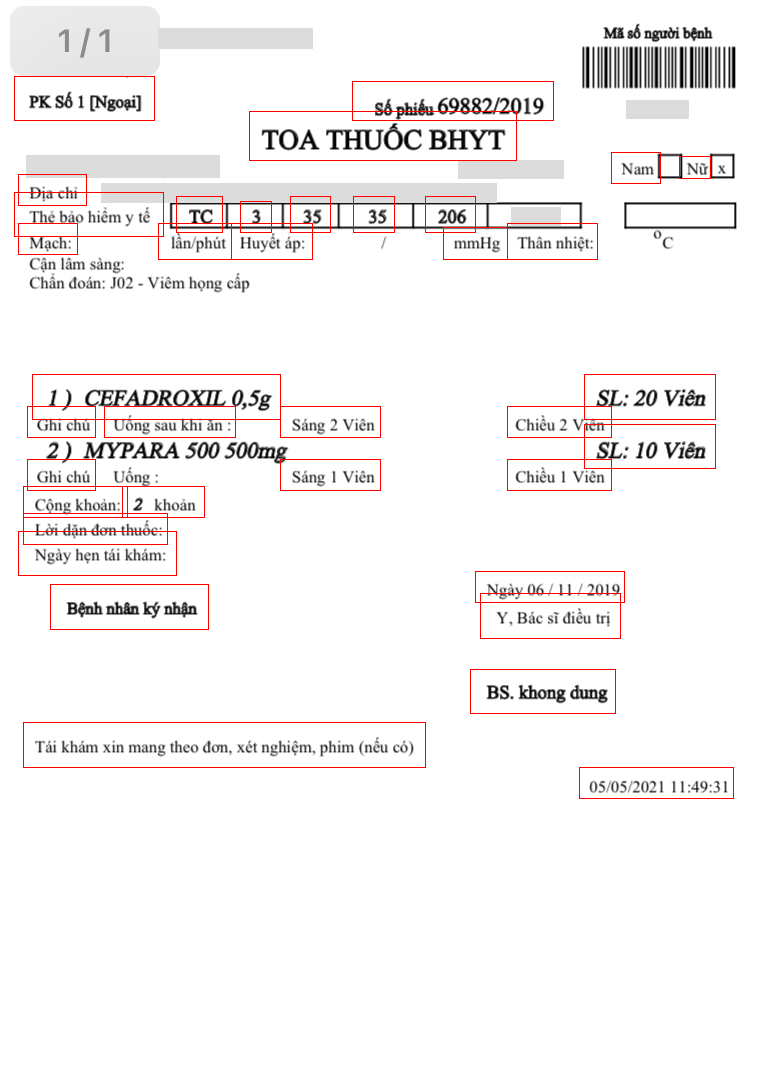 1 / 1
Mã số người bệnh
PK Số 1 [Ngoại]
Số phiếu 69882/2019
TOA THUỐC BHYT
Nam Nữ x
Địa chỉ
Thẻ bảo hiểm y tế TC 3 35 35 206
Mạch: lần/phút Huyết áp: / mmHg Thân nhiệt: °C
Cận lâm sàng:
Chẩn đoán: J02 - Viêm họng cấp
1 ) CEFADROXIL 0,5g SL: 20 Viên
Ghi chú Uống sau khi ăn : Sáng 2 Viên Chiều 2 Viên
2 ) MYPARA 500 500mg SL: 10 Viên
Ghi chú Uống : Sáng 1 Viên Chiều 1 Viên
Cộng khoản: 2 khoản
Lời dặn đơn thuốc:
Ngày hẹn tái khám:
Ngày 06 / 11 / 2019
Bệnh nhân ký nhận Y, Bác sĩ điều trị
BS. khong dung
Tái khám xin mang theo đơn, xét nghiệm, phim (nếu có)
05/05/2021 11:49:31